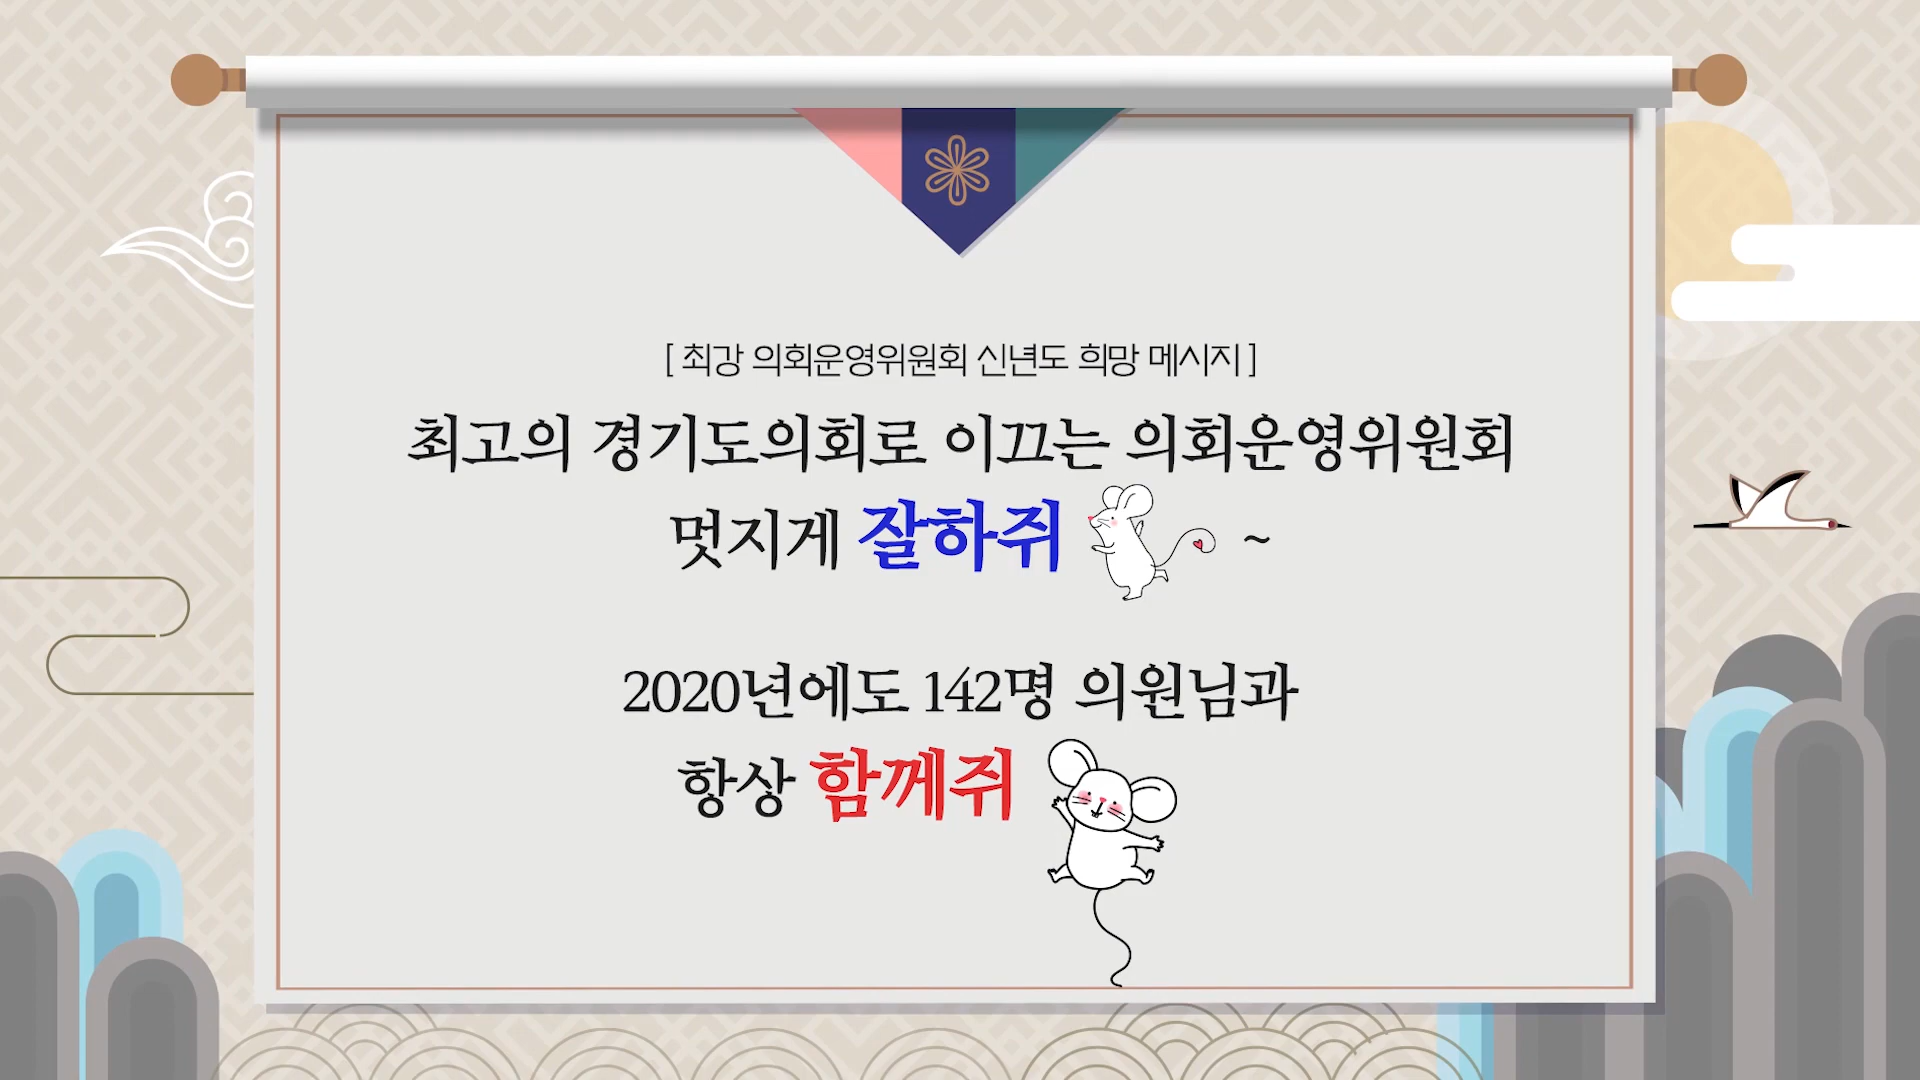 [ 최강 의회운영위원회 신년도 희망 메시지 ]
최고의 경기도의회로 이끄는 의회운영위원회
멋지게 잘하쥐 ~
2020년에도 142명 의원님과
항상 함께쥐